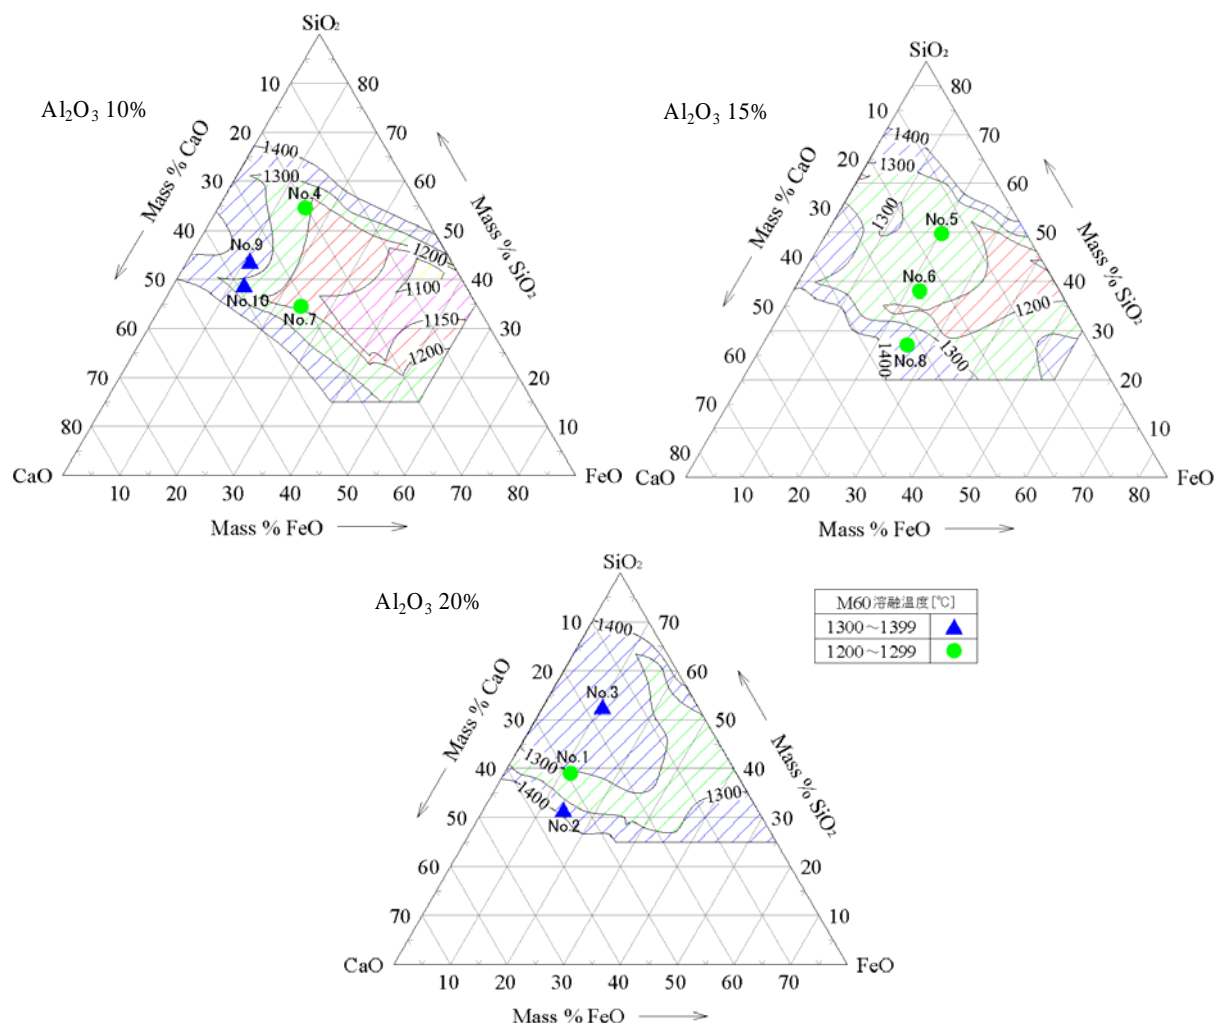 SiO₂
Al₂O₃ 10%
Mass % CaO
Mass % SiO₂
10 80
20 70
30 60
40 50
50 40
60 30
70 20
80 10
1400
1300
No.4
No.9
No.10
No.7
1200
1100
1150
1200
CaO FeO
10 20 30 40 50 60 70 80
Mass % FeO
SiO₂
Al₂O₃ 15%
Mass % CaO
Mass % SiO₂
80
10 70
20 60
30 50
40 40
50 30
60 20
70 10
80
1400
1300
1300
No.5
No.6
1200
No.8
1300
1400
CaO FeO
10 20 30 40 50 60 70 80
Mass % FeO
SiO₂
Al₂O₃ 20%
Mass % CaO
Mass % SiO₂
10 70
20 60
30 50
40 40
50 30
60 20
70 10
1400
No.3
1300
No.1
1400
No.2
1300
CaO FeO
10 20 30 40 50 60 70
Mass % FeO
M60溶融温度[℃]
1300～1399
1200～1299